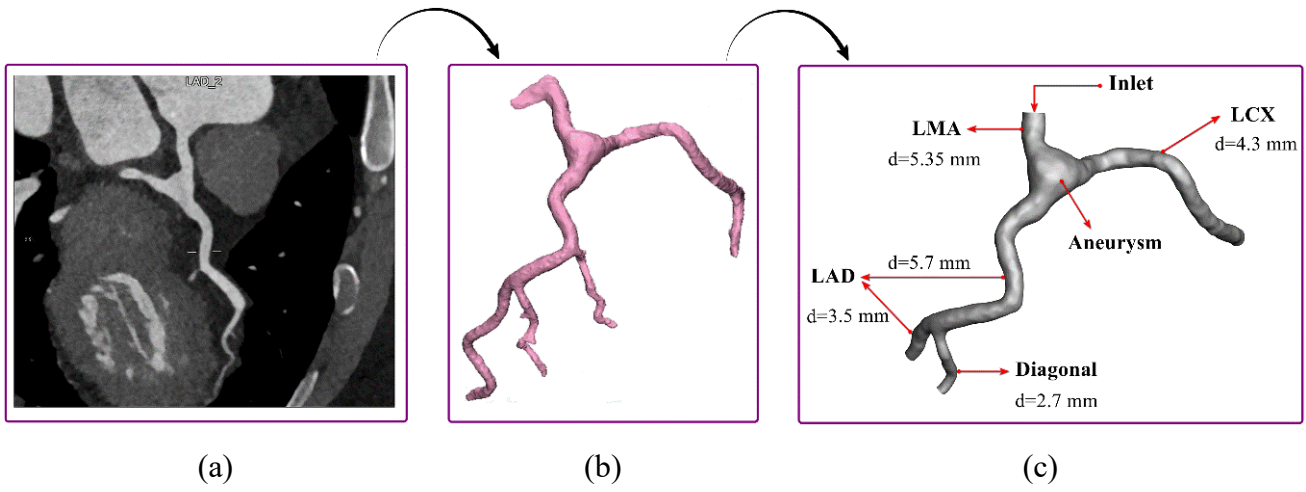 LAD_2
Inlet
LMA
d=5.35 mm
LCX
d=4.3 mm
Aneurysm
d=5.7 mm
LAD
d=3.5 mm
Diagonal
d=2.7 mm
(a)
(b)
(c)